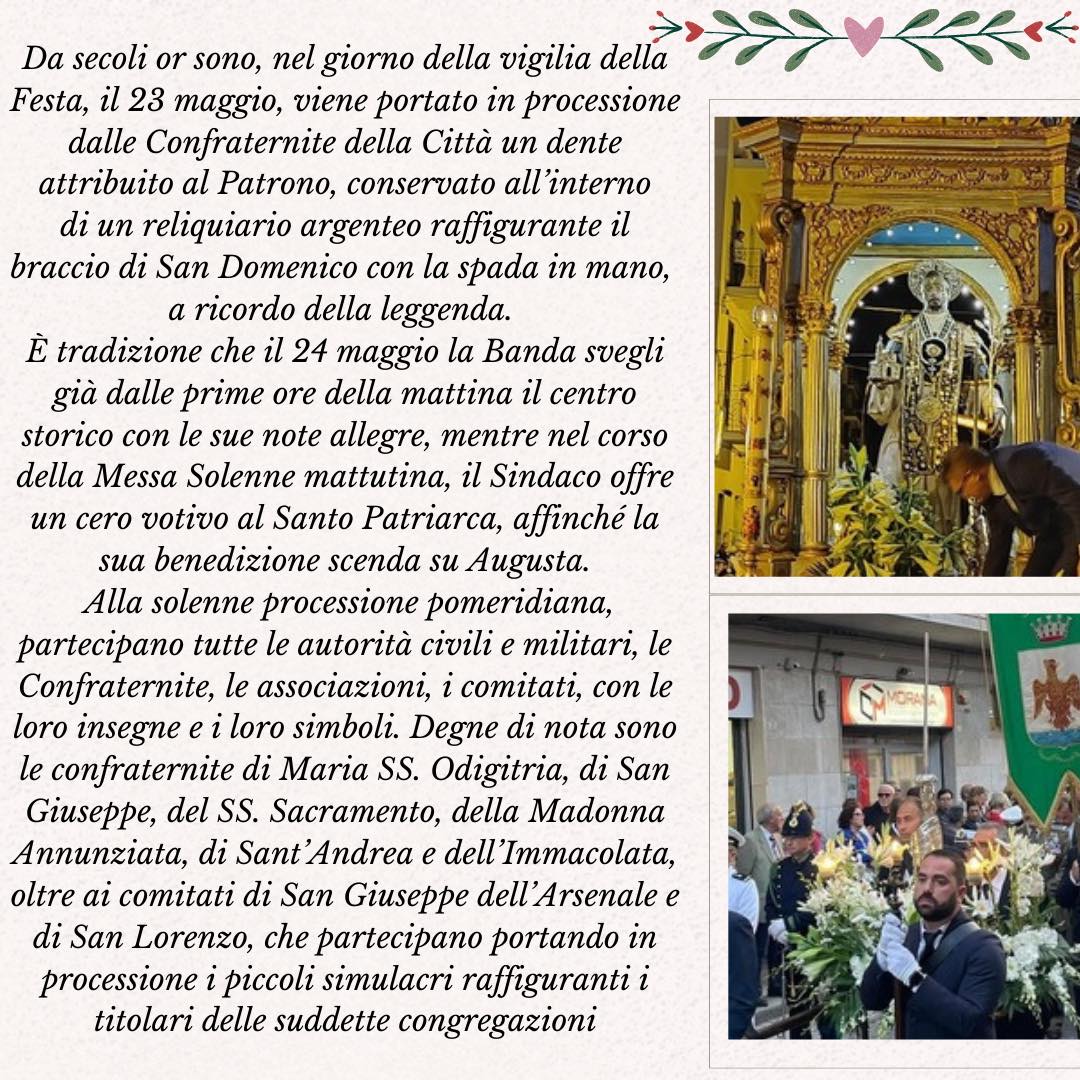 Da secoli or sono, nel giorno della vigilia della
Festa, il 23 maggio, viene portato in processione
dalle Confraternite della Città un dente
attribuito al Patrono, conservato all’interno
di un reliquiario argenteo raffigurante il
braccio di San Domenico con la spada in mano,
a ricordo della leggenda.
È tradizione che il 24 maggio la Banda svegli
già dalle prime ore della mattina il centro
storico con le sue note allegre, mentre nel corso
della Messa Solenne mattutina, il Sindaco offre
un cero votivo al Santo Patriarca, affinché la
sua benedizione scenda su Augusta.
Alla solenne processione pomeridiana,
partecipano tutte le autorità civili e militari, le
Confraternite, le associazioni, i comitati, con le
loro insegne e i loro simboli. Degne di nota sono
le confraternite di Maria SS. Odigitria, di San
Giuseppe, del SS. Sacramento, della Madonna
Annunziata, di Sant’Andrea e dell’Immacolata,
oltre ai comitati di San Giuseppe dell’Arsenale e
di San Lorenzo, che partecipano portando in
processione i piccoli simulacri raffiguranti i
titolari delle suddette congregazioni